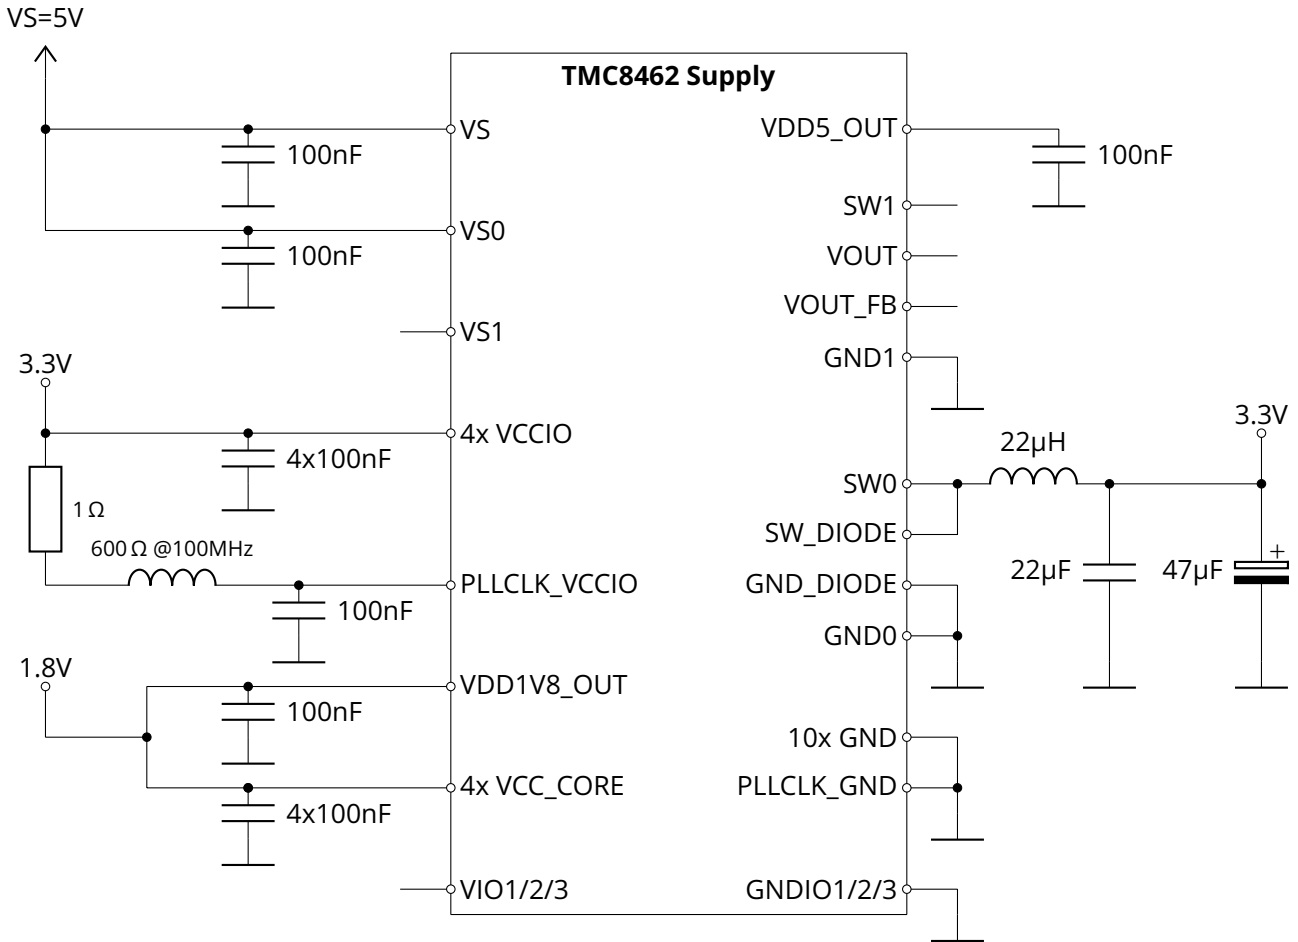 VS=5V
TMC8462 Supply
VS
100nF
VS0
100nF
VS1
3.3V
4x VCCIO
4x100nF
1 Ω
600 Ω @100MHz
PLLCLK_VCCIO
100nF
1.8V
VDD1V8_OUT
100nF
4x VCC_CORE
4x100nF
VIO1/2/3
VDD5_OUT
100nF
SW1
VOUT
VOUT_FB
GND1
3.3V
22µH
SW0
SW_DIODE
22µF
47µF
+
GND_DIODE
GND0
10x GND
PLLCLK_GND
GNDIO1/2/3